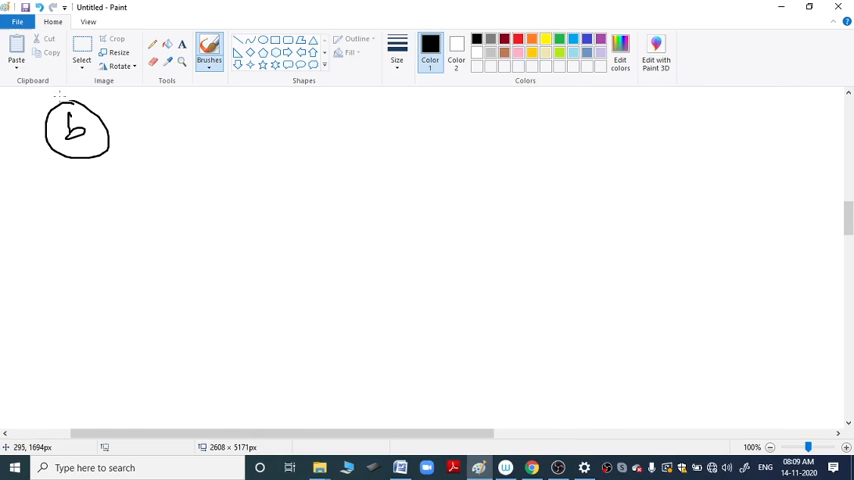 Untitled - Paint
File Home View
Paste
Cut
Copy
Clipboard
Select
Crop
Resize
Rotate
Image
Tools
Brushes
Shapes
Outline
Fill
Size
Color 1
Color 2
Colors
Edit colors
Edit with Paint 3D
b
295, 1694px
2608 × 5171px
100%
Type here to search
ENG
08:09 AM
14-11-2020